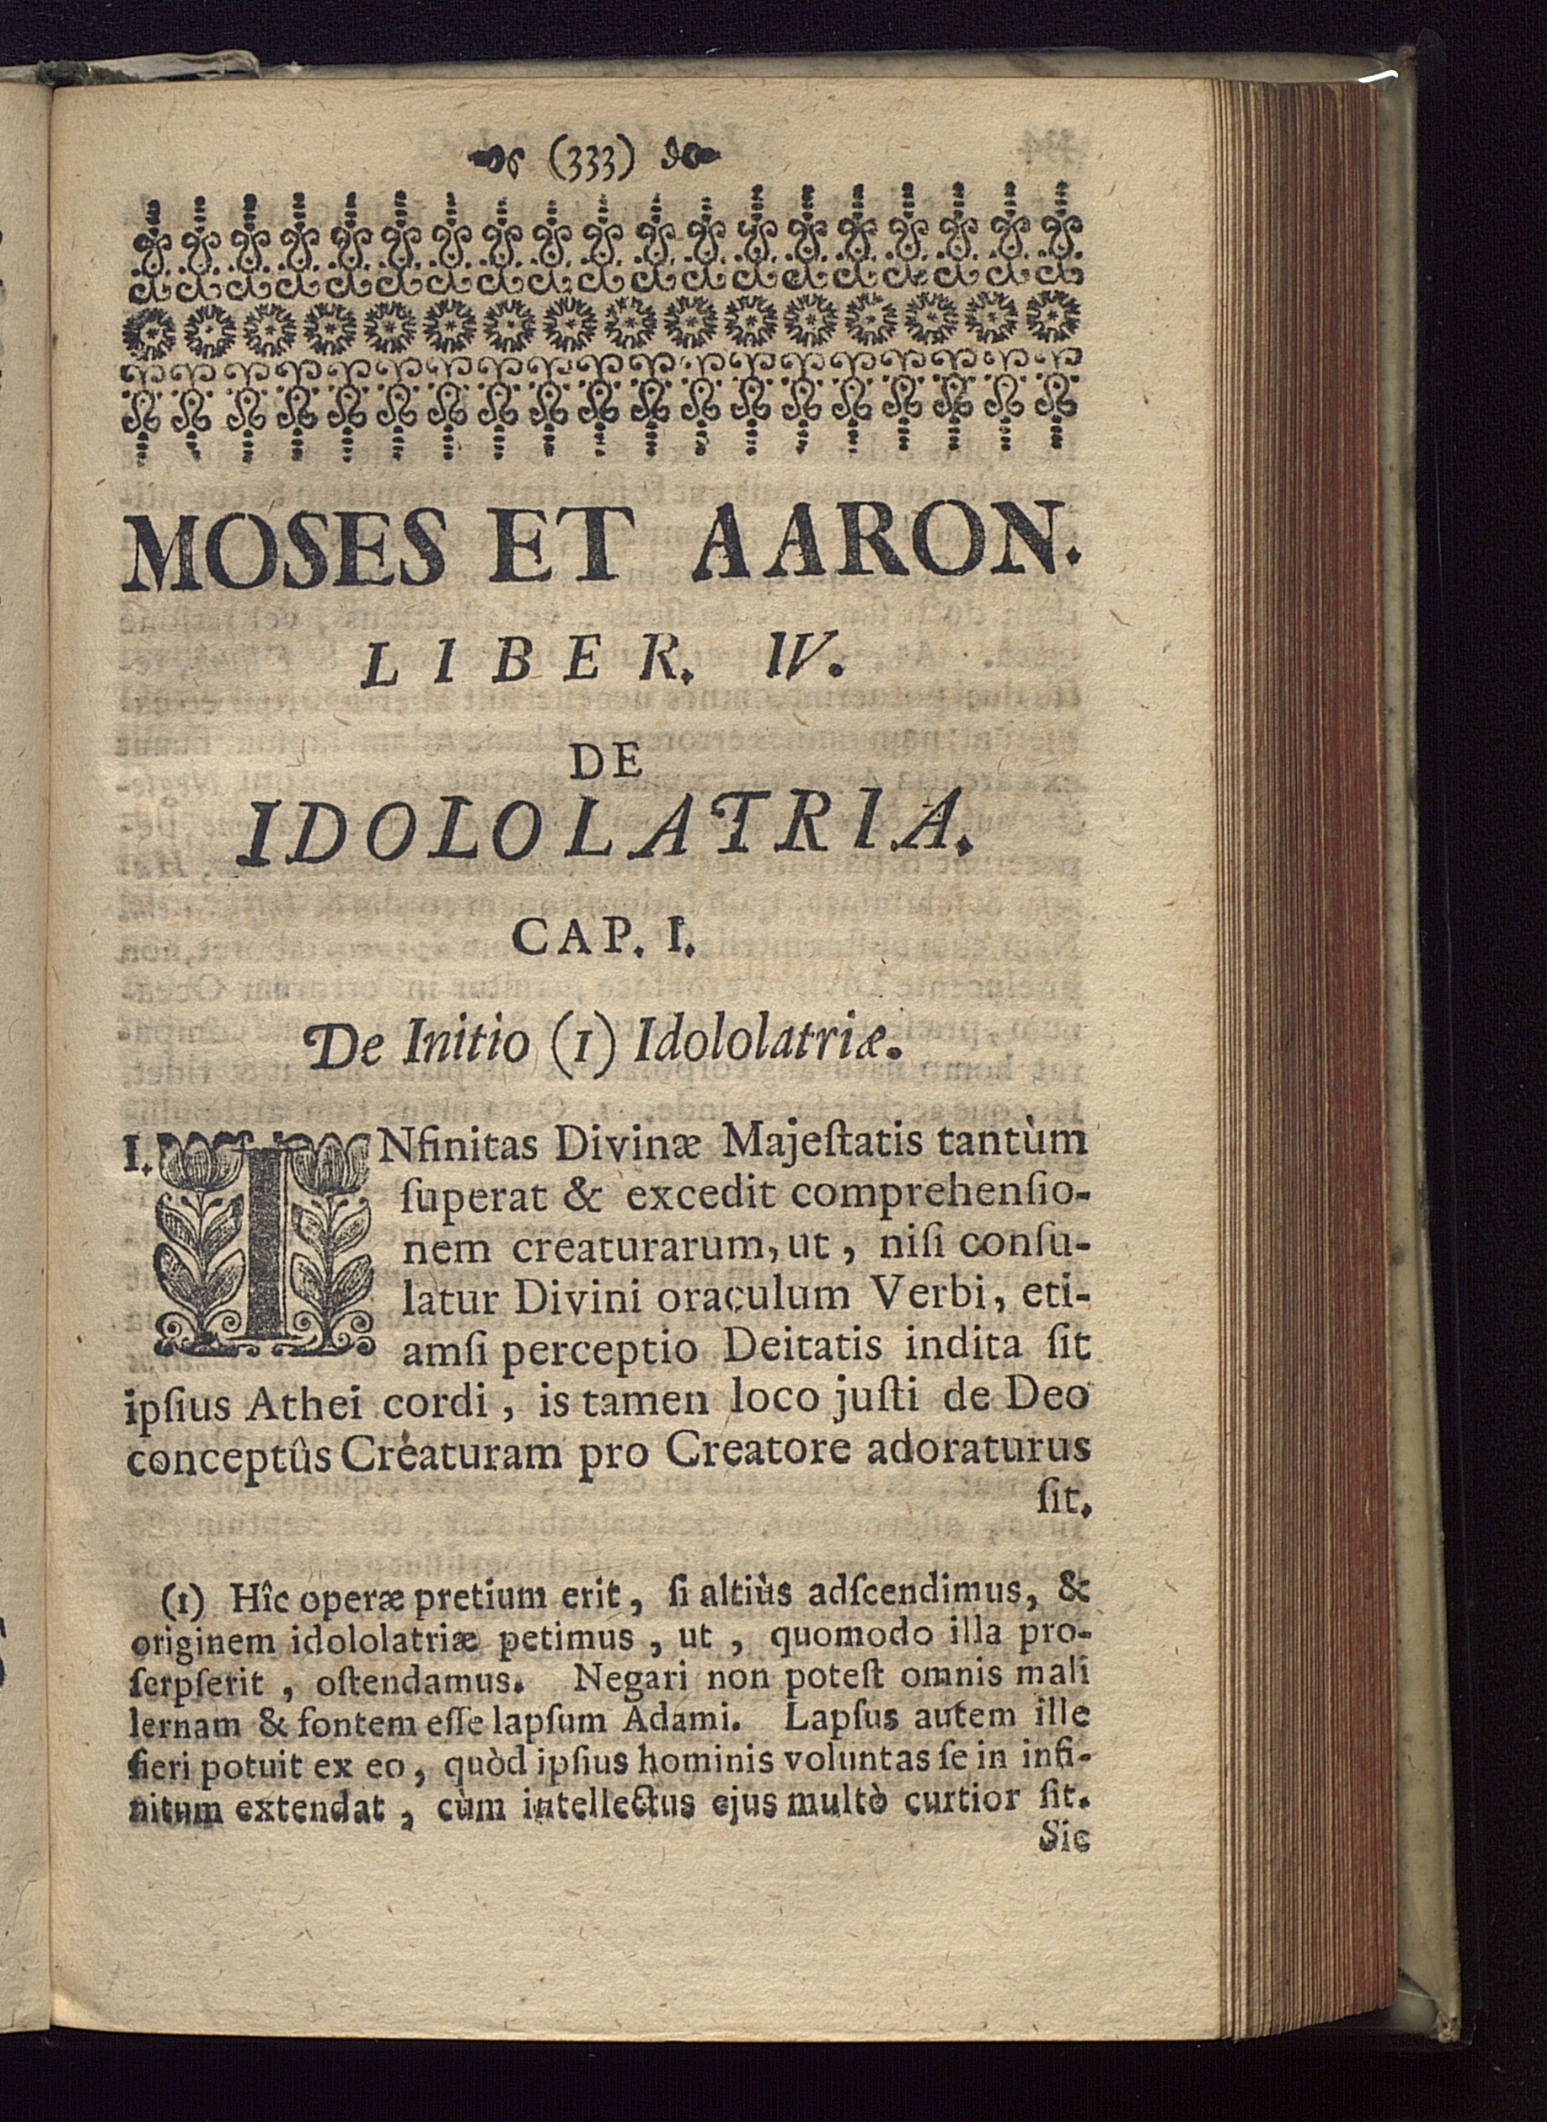 (333)
MOSES ET AARON.
LIBER. IV.
DE
IDOLOLATRIA.
CAP. I.
De Initio (1) Idololatriæ.
I. INfinitas Divinæ Majeſtatis tantùm
ſuperat & excedit comprehenſio-
nem creaturarum, ut, niſi conſu-
latur Divini oraculum Verbi, eti-
amſi perceptio Deitatis indita ſit
ipſius Athei cordi, is tamen loco juſti de Deo
conceptûs Creaturam pro Creatore adoraturus
ſit.
(1) Hîc operæ pretium erit, ſi altiùs adſcendimus, &
originem idololatriæ petimus, ut, quomodo illa pro-
ſerpſerit, oſtendamus. Negari non poteſt omnis mali
lernam & fontem eſſe lapſum Adami. Lapſus autem ille
fieri potuit ex eo, quòd ipſius hominis voluntas ſe in infi-
nitum extendat, cùm intellectus ejus multò curtior ſit.
Sic